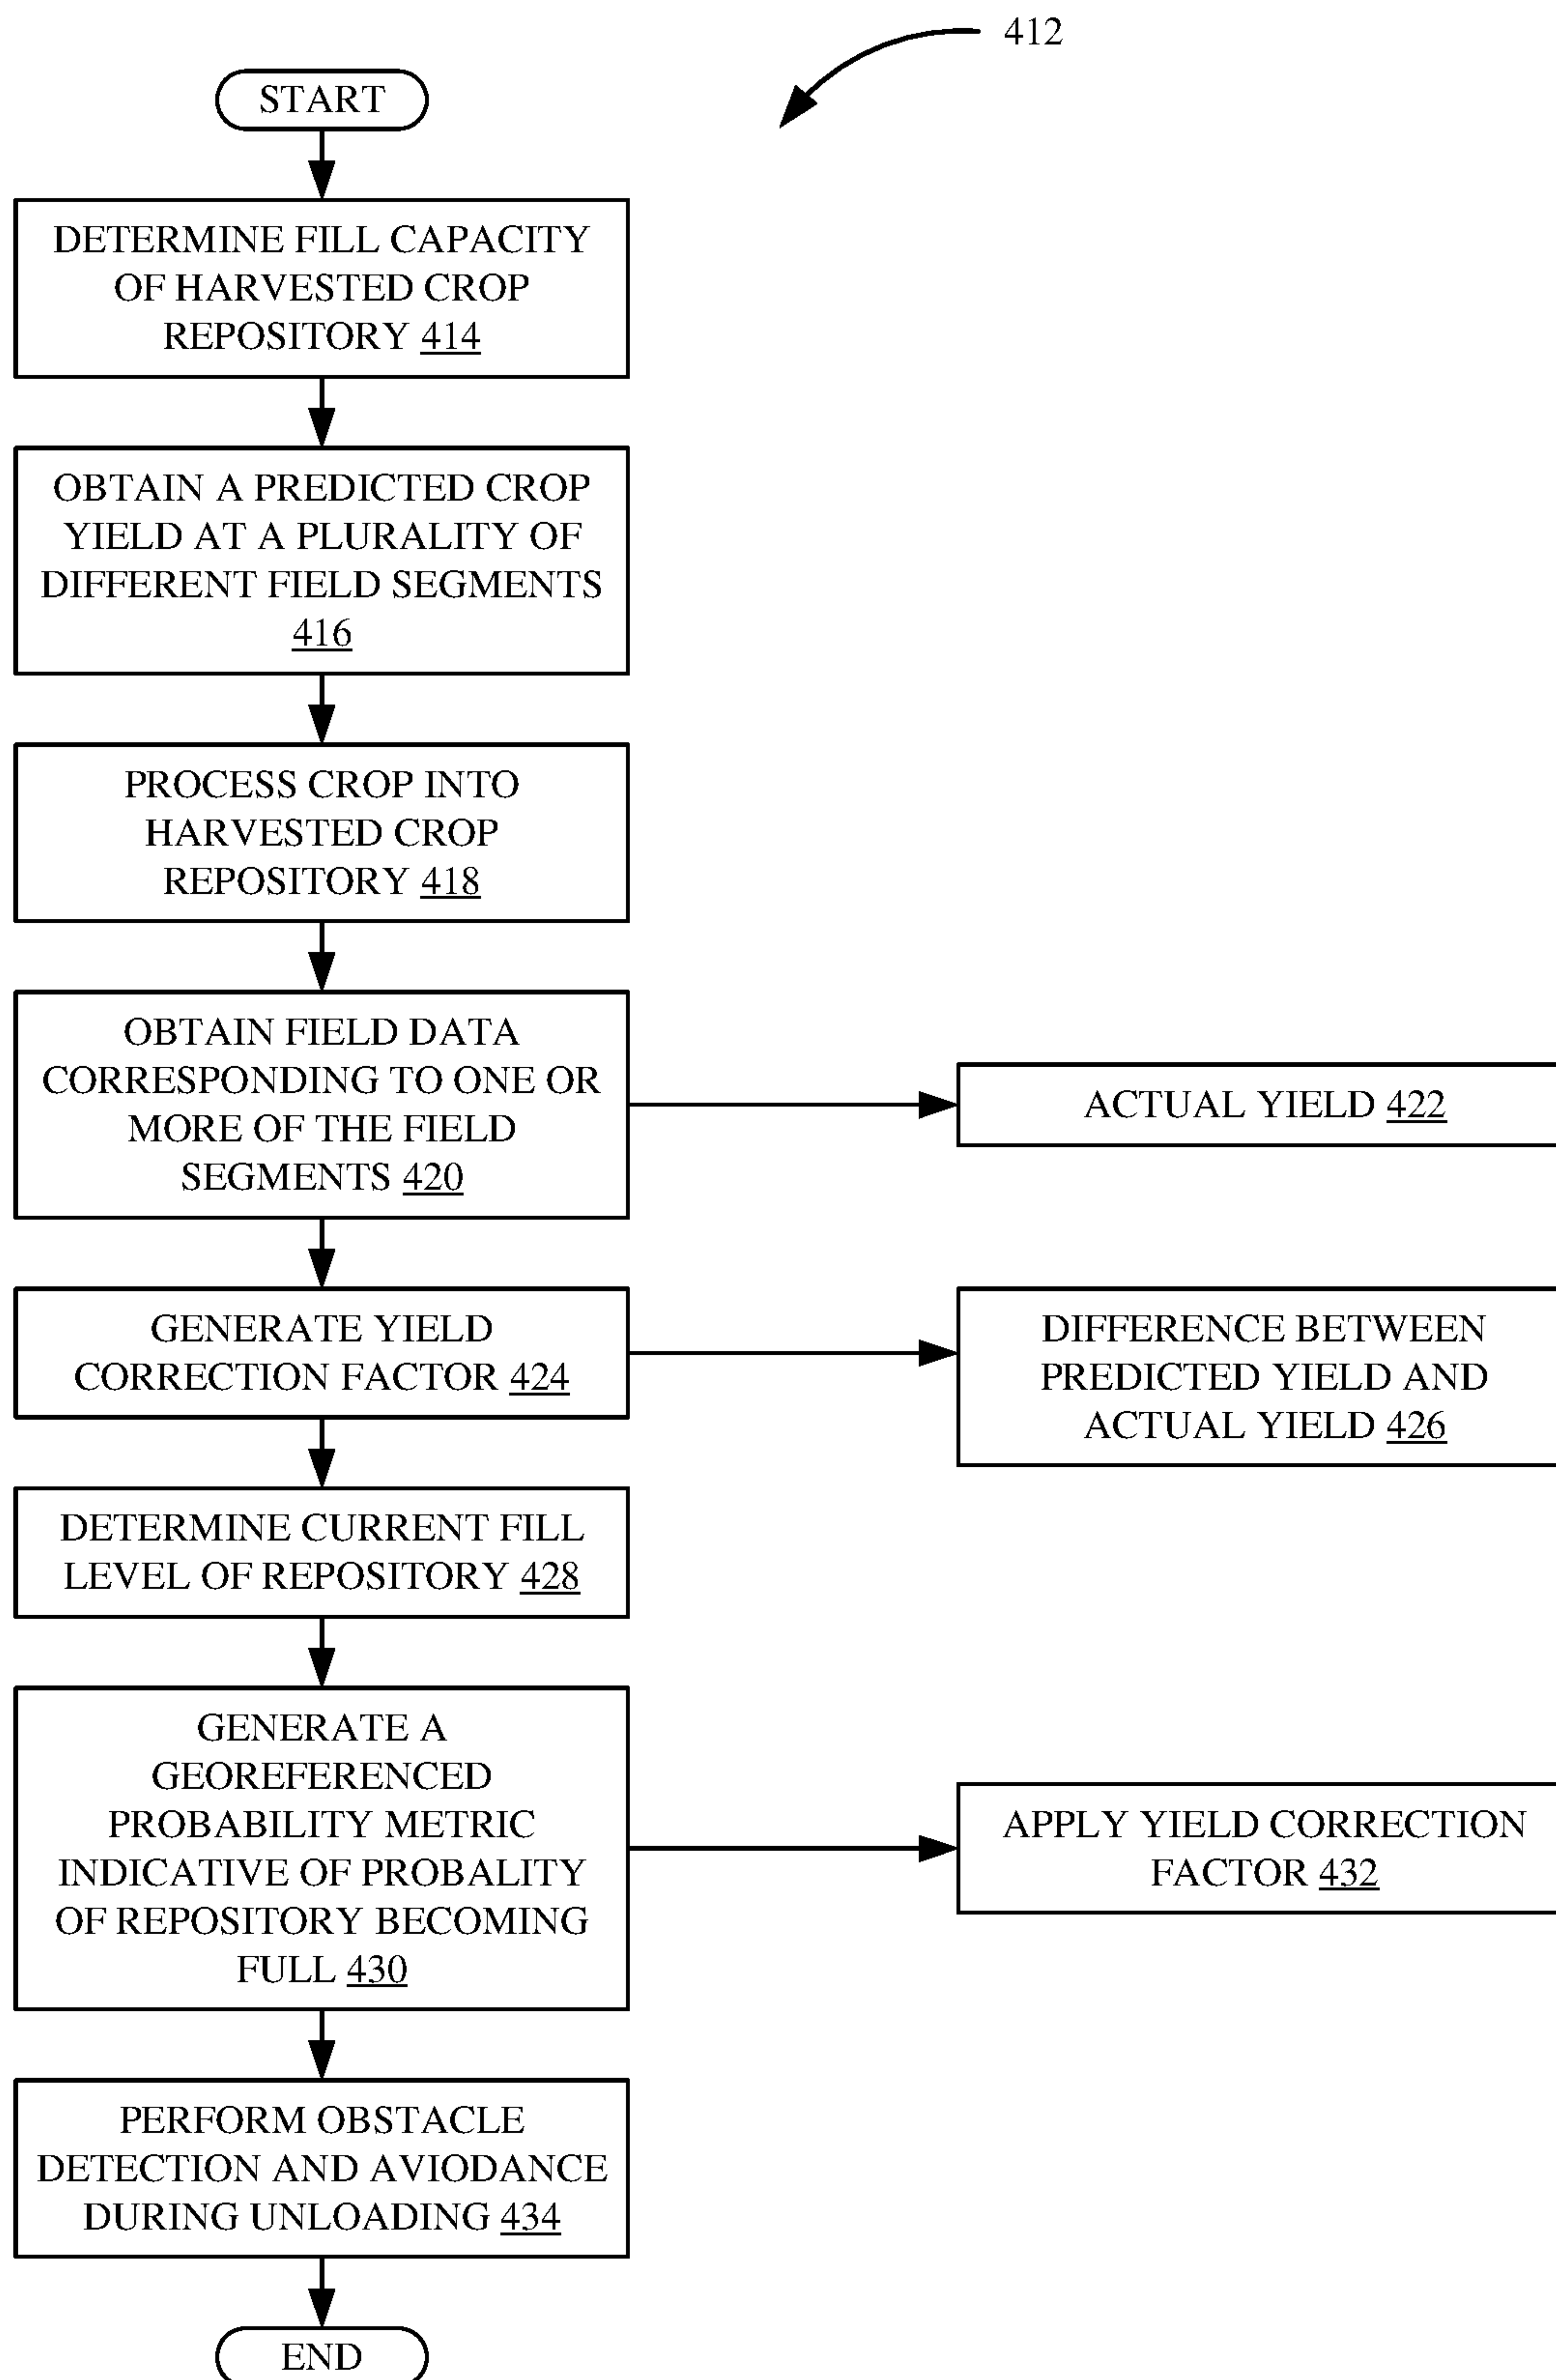 412
START
DETERMINE FILL CAPACITY
OF HARVESTED CROP
REPOSITORY 414
OBTAIN A PREDICTED CROP
YIELD AT A PLURALITY OF
DIFFERENT FIELD SEGMENTS
416
PROCESS CROP INTO
HARVESTED CROP
REPOSITORY 418
OBTAIN FIELD DATA
CORRESPONDING TO ONE OR
MORE OF THE FIELD
SEGMENTS 420
ACTUAL YIELD 422
GENERATE YIELD
CORRECTION FACTOR 424
DIFFERENCE BETWEEN
PREDICTED YIELD AND
ACTUAL YIELD 426
DETERMINE CURRENT FILL
LEVEL OF REPOSITORY 428
GENERATE A
GEOREFERENCED
PROBABILITY METRIC
INDICATIVE OF PROBALITY
OF REPOSITORY BECOMING
FULL 430
APPLY YIELD CORRECTION
FACTOR 432
PERFORM OBSTACLE
DETECTION AND AVIODANCE
DURING UNLOADING 434
END